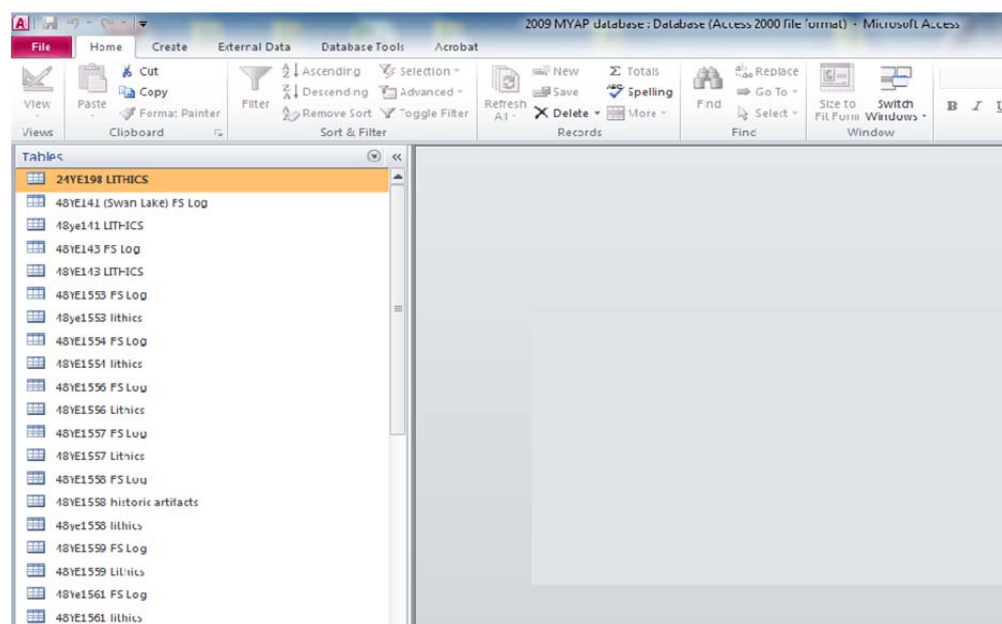 2009 MYAP database : Database (Access 2000 file format) - Microsoft Access
File Home Create External Data Database Tools Acrobat
View
Paste
Cut
Copy
Format Painter
Filter
Ascending
Descending
Remove Sort
Selection
Advanced
Toggle Filter
Refresh
All
New
Save
Delete
Totals
Spelling
More
Find
Replace
Go To
Select
Size to
Fit Form
Switch
Windows
B I U
Views Clipboard Sort & Filter Records Find Window
Tables
24YE198 LITHICS
48YE141 (Swan Lake) FS Log
48ye141 LITHICS
48YE143 FS Log
48YE143 LITHICS
48YE1553 FS Log
48ye1553 lithics
48YE1554 FS Log
48YE1554 lithics
48YE1556 FS Log
48YE1556 Lithics
48YE1557 FS Log
48YE1557 Lithics
48YE1558 FS Log
48YE1558 historic artifacts
48ye1558 lithics
48YE1559 FS Log
48YE1559 Lithics
48Ye1561 FS Log
48YE1561 lithics